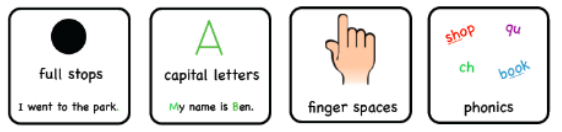 full stops
I went to the park.
A
capital letters
My name is Ben.
finger spaces
shop
qu
ch
book
phonics